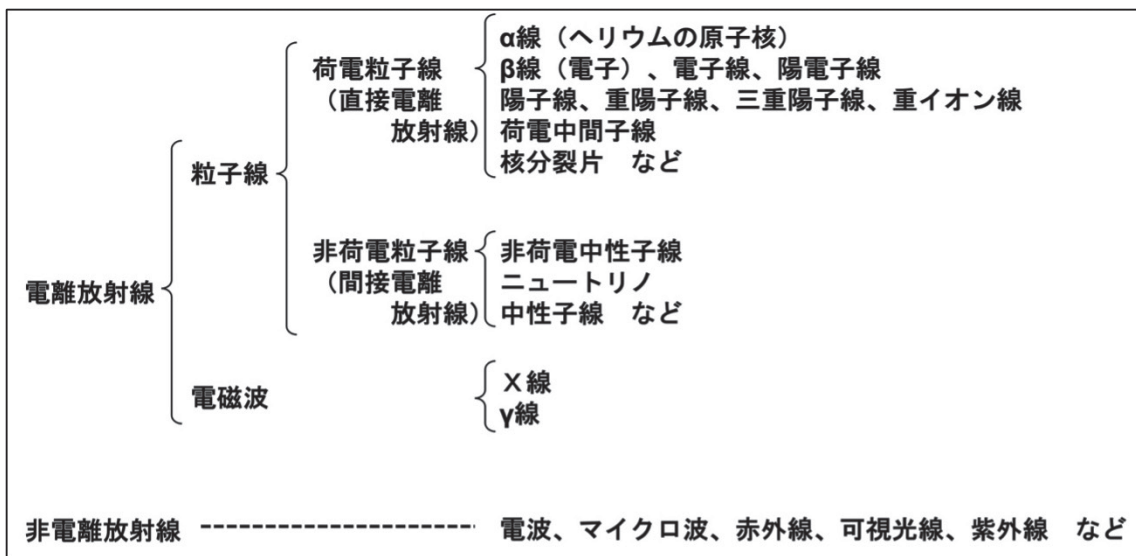 α線（ヘリウムの原子核）
荷電粒子線
β線（電子）、電子線、陽電子線
（直接電離
陽子線、重陽子線、三重陽子線、重イオン線
放射線）
荷電中間子線
核分裂片　など
粒子線
非荷電粒子線
非荷電中性子線
（間接電離
ニュートリノ
電離放射線
放射線）
中性子線　など
電磁波
X線
γ線
非電離放射線 ---------------------- 電波、マイクロ波、赤外線、可視光線、紫外線　など